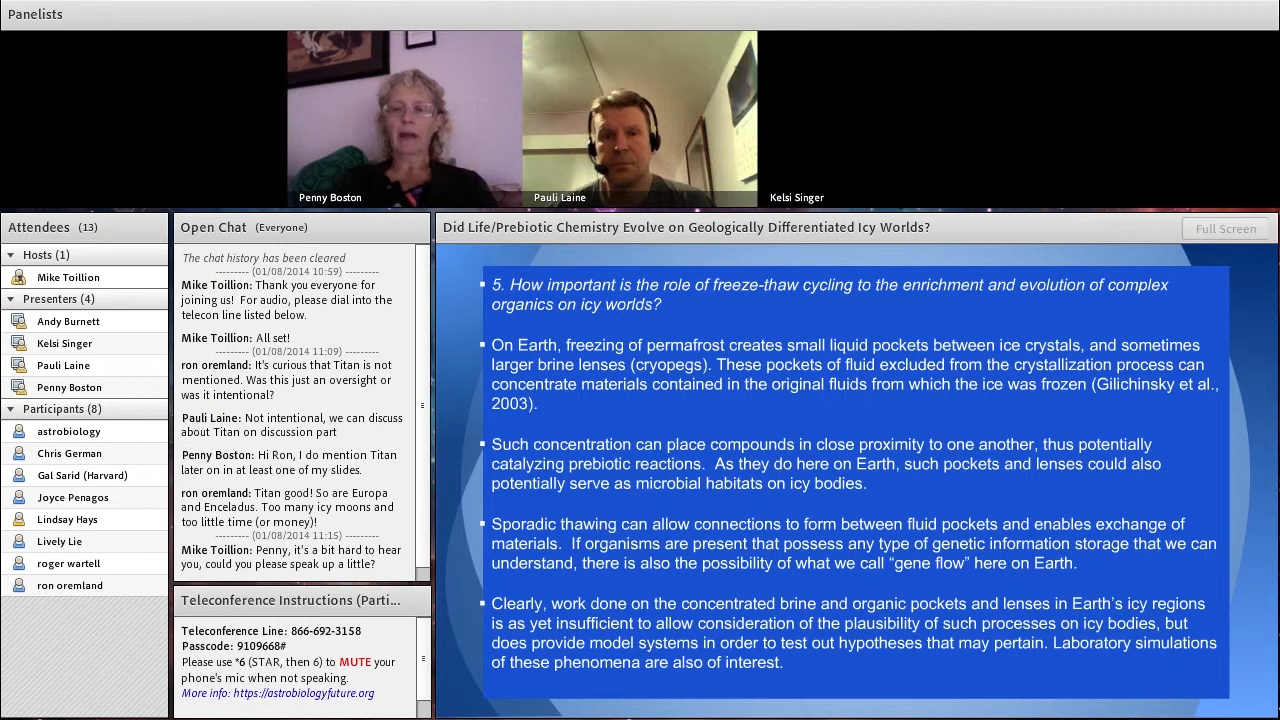 Panelists
Penny Boston
Pauli Laine
Kelsi Singer
Attendees (13)
Hosts (1)
Mike Toillion
Presenters (4)
Andy Burnett
Kelsi Singer
Pauli Laine
Penny Boston
Participants (8)
astrobiology
Chris German
Gal Sarid (Harvard)
Joyce Penagos
Lindsay Hays
Lively Lie
roger wartell
ron oremland
Open Chat (Everyone)
The chat history has been cleared
--------- (01/08/2014 10:59) ---------
Mike Toillion: Thank you everyone for
joining us! For audio, please dial into the
telecon line listed below.
Mike Toillion: All set!
--------- (01/08/2014 11:09) ---------
ron oremland: It's curious that Titan is not
mentioned. Was this just an oversight or
was it intentional?
Pauli Laine: Not intentional, we can discuss
about Titan on discussion part
Penny Boston: Hi Ron, I do mention Titan
later on in at least one of my slides.
ron oremland: Titan good! So are Europa
and Enceladus. Too many icy moons and
too little time (or money)!
--------- (01/08/2014 11:15) ---------
Mike Toillion: Penny, it's a bit hard to hear
you, could you please speak up a little?
Teleconference Instructions (Parti...
Teleconference Line: 866-692-3158
Passcode: 9109668#
Please use *6 (STAR, then 6) to MUTE your
phone's mic when not speaking.
More info: https://astrobiologyfuture.org
Did Life/Prebiotic Chemistry Evolve on Geologically Differentiated Icy Worlds?
Full Screen
5. How important is the role of freeze-thaw cycling to the enrichment and evolution of complex
organics on icy worlds?
On Earth, freezing of permafrost creates small liquid pockets between ice crystals, and sometimes
larger brine lenses (cryopegs). These pockets of fluid excluded from the crystallization process can
concentrate materials contained in the original fluids from which the ice was frozen (Gilichinsky et al.,
2003).
Such concentration can place compounds in close proximity to one another, thus potentially
catalyzing prebiotic reactions. As they do here on Earth, such pockets and lenses could also
potentially serve as microbial habitats on icy bodies.
Sporadic thawing can allow connections to form between fluid pockets and enables exchange of
materials. If organisms are present that possess any type of genetic information storage that we can
understand, there is also the possibility of what we call “gene flow” here on Earth.
Clearly, work done on the concentrated brine and organic pockets and lenses in Earth’s icy regions
is as yet insufficient to allow consideration of the plausibility of such processes on icy bodies, but
does provide model systems in order to test out hypotheses that may pertain. Laboratory simulations
of these phenomena are also of interest.